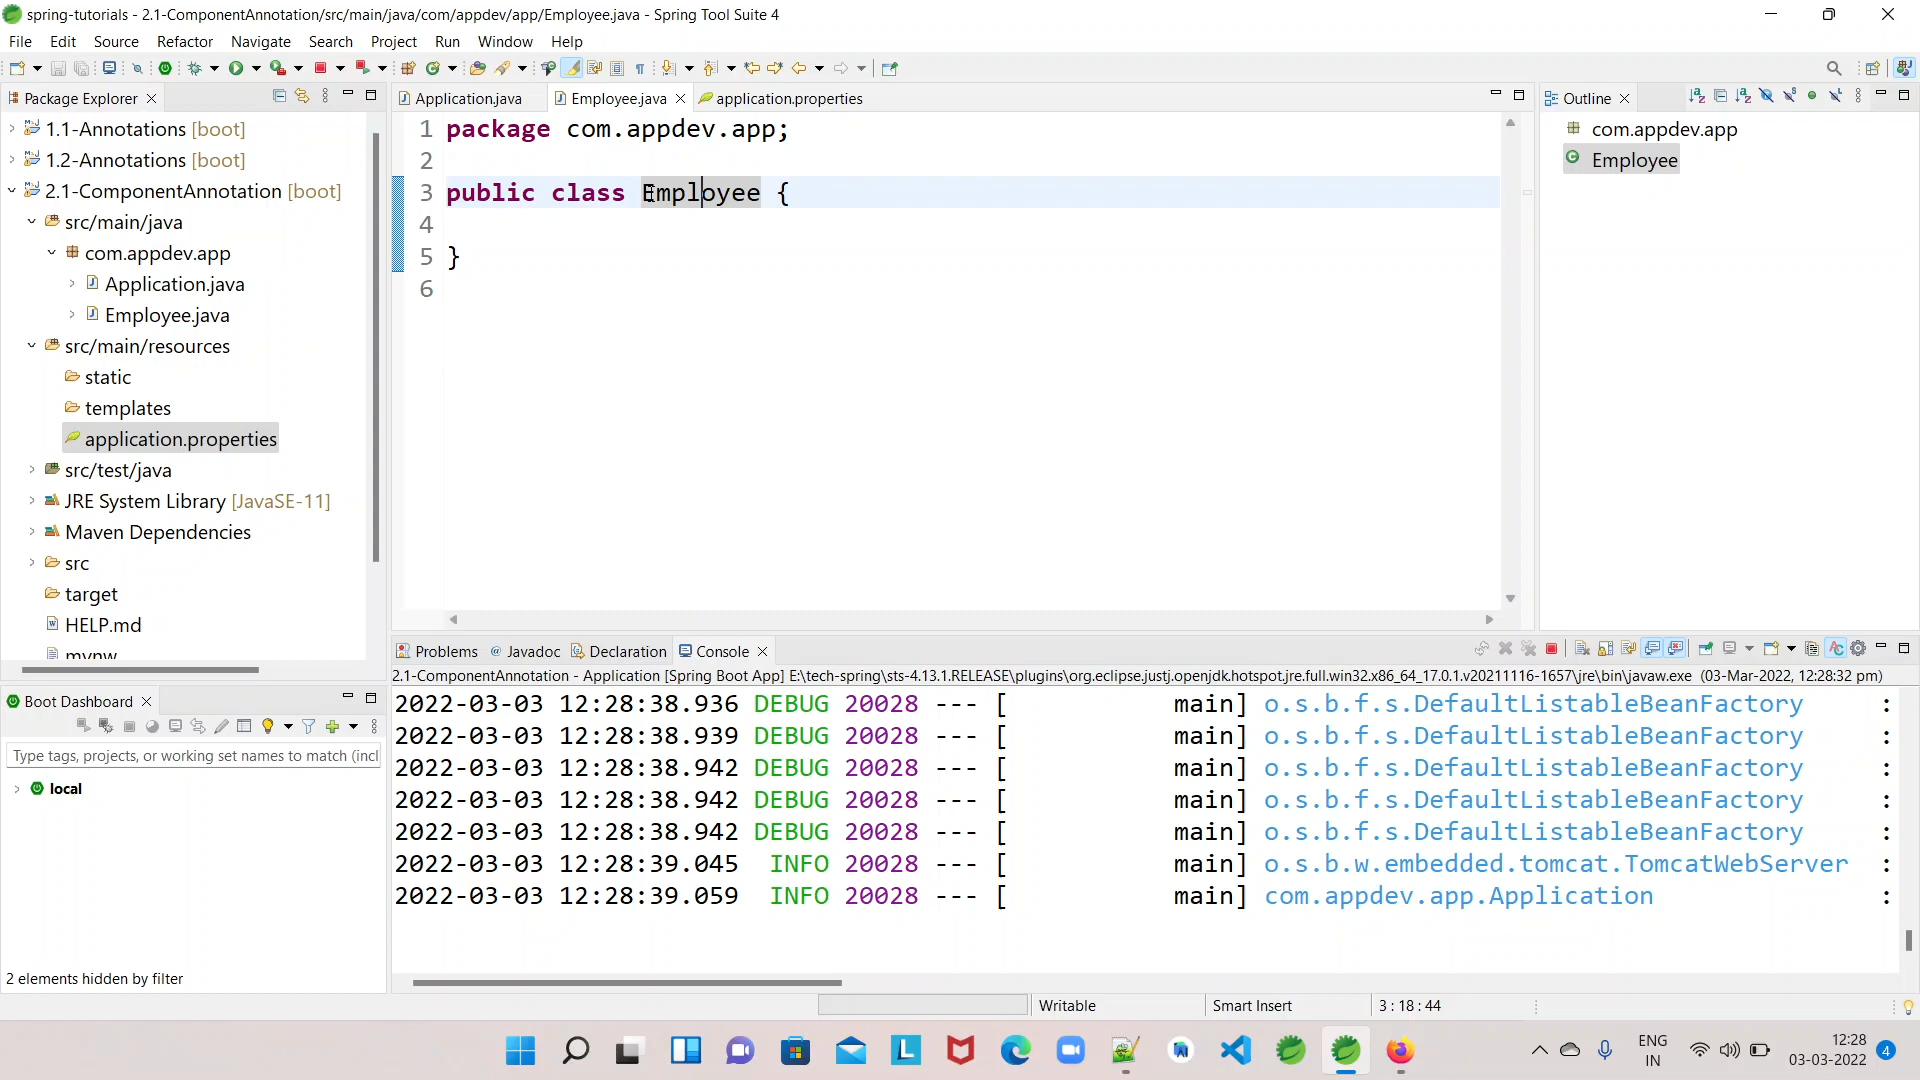 spring-tutorials - 2.1-ComponentAnnotation/src/main/java/com/appdev/app/Employee.java - Spring Tool Suite 4
File Edit Source Refactor Navigate Search Project Run Window Help
Package Explorer
1.1-Annotations [boot]
1.2-Annotations [boot]
2.1-ComponentAnnotation [boot]
src/main/java
com.appdev.app
Application.java
Employee.java
src/main/resources
static
templates
application.properties
src/test/java
JRE System Library [JavaSE-11]
Maven Dependencies
src
target
HELP.md
mvnw
Application.java Employee.java application.properties
1 package com.appdev.app;
2
3 public class Employee {
4
5 }
6
Outline
com.appdev.app
Employee
Boot Dashboard
Type tags, projects, or working set names to match (incl
local
2 elements hidden by filter
Problems @ Javadoc Declaration Console
2.1-ComponentAnnotation - Application [Spring Boot App] E:\tech-spring\sts-4.13.1.RELEASE\plugins\org.eclipse.justj.openjdk.hotspot.jre.full.win32.x86_64_17.0.1.v20211116-1657\jre\bin\javaw.exe (03-Mar-2022, 12:28:32 pm)
2022-03-03 12:28:38.936 DEBUG 20028 --- [ main] o.s.b.f.s.DefaultListableBeanFactory :
2022-03-03 12:28:38.939 DEBUG 20028 --- [ main] o.s.b.f.s.DefaultListableBeanFactory :
2022-03-03 12:28:38.942 DEBUG 20028 --- [ main] o.s.b.f.s.DefaultListableBeanFactory :
2022-03-03 12:28:38.942 DEBUG 20028 --- [ main] o.s.b.f.s.DefaultListableBeanFactory :
2022-03-03 12:28:38.942 DEBUG 20028 --- [ main] o.s.b.f.s.DefaultListableBeanFactory :
2022-03-03 12:28:39.045 INFO 20028 --- [ main] o.s.b.w.embedded.tomcat.TomcatWebServer :
2022-03-03 12:28:39.059 INFO 20028 --- [ main] com.appdev.app.Application :
Writable Smart Insert 3 : 18 : 44
ENG
IN
12:28
03-03-2022
4